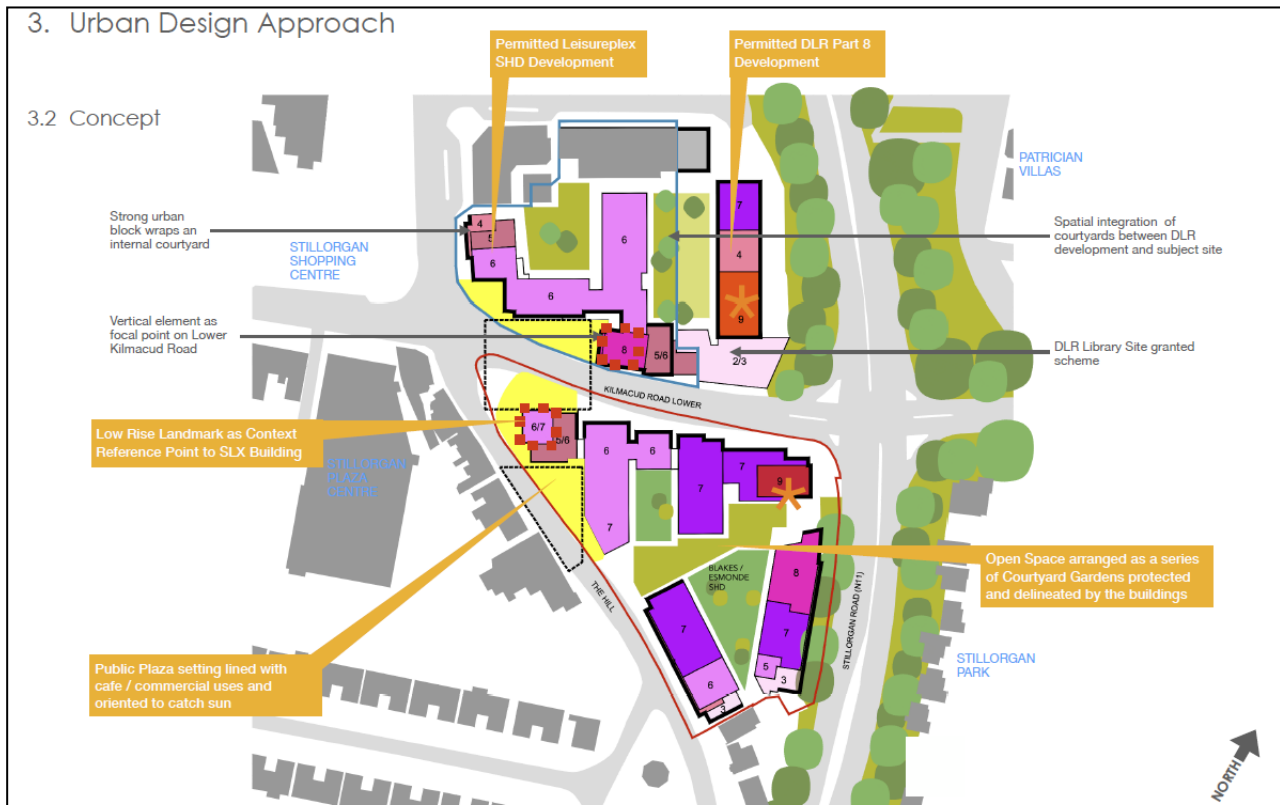 3. Urban Design Approach
3.2 Concept
Permitted Leisureplex
SHD Development
Permitted DLR Part 8
Development
PATRICIAN
VILLAS
Strong urban
block wraps an
internal courtyard
STILLORGAN
SHOPPING
CENTRE
Spatial integration of
courtyards between DLR
development and subject site
4
5
6
6
6
7
4
9
Vertical element as
focal point on Lower
Kilmacud Road
8
5/6
2/3
DLR Library Site granted
scheme
KILMACUD ROAD LOWER
Low Rise Landmark as Context
Reference Point to SLX Building
STILLORGAN
PLAZA
CENTRE
6/7
5/6
6
6
7
7
9
7
BLAKES /
ESMONDE
SHD
Open Space arranged as a series
of Courtyard Gardens protected
and delineated by the buildings
THE HILL
STILLORGAN ROAD (N11)
8
7
7
5
6
3
3
Public Plaza setting lined with
cafe / commercial uses and
oriented to catch sun
STILLORGAN
PARK
NORTH